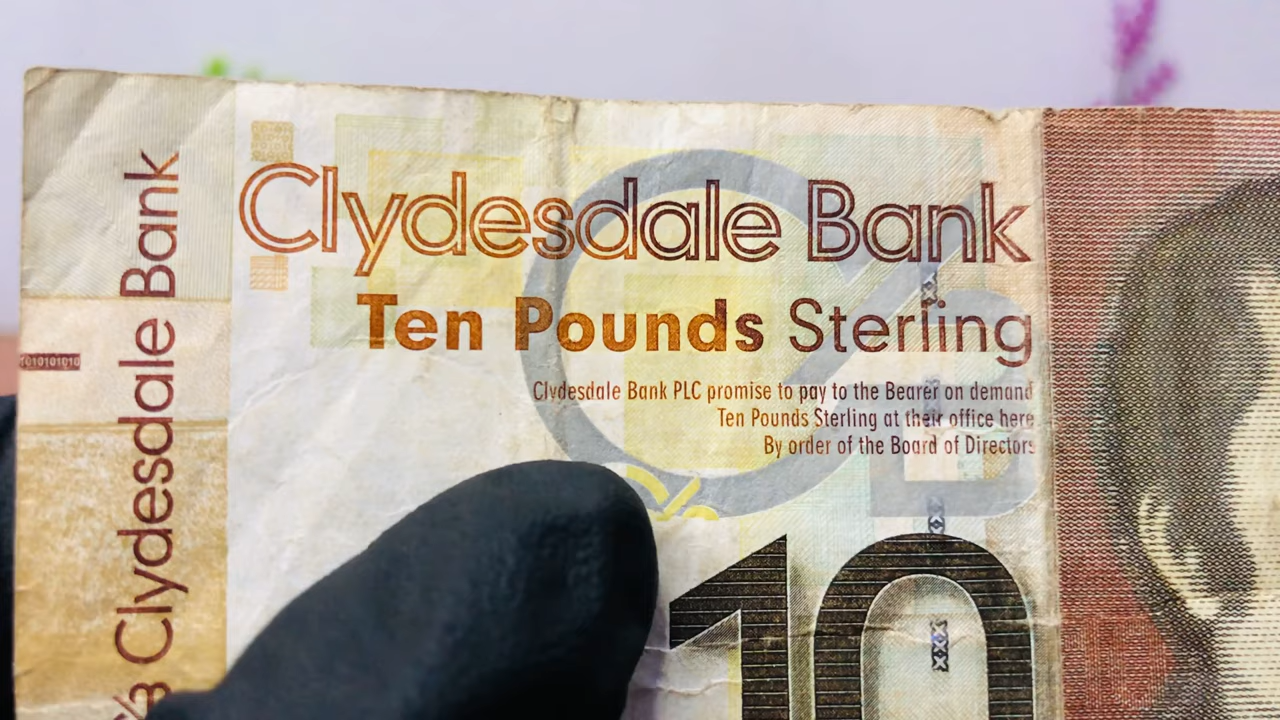 Clydesdale Bank
Ten Pounds Sterling
Clydesdale Bank PLC promise to pay to the Bearer on demand
Ten Pounds Sterling at their office here
By order of the Board of Directors
10
Clydesdale Bank
1010101010